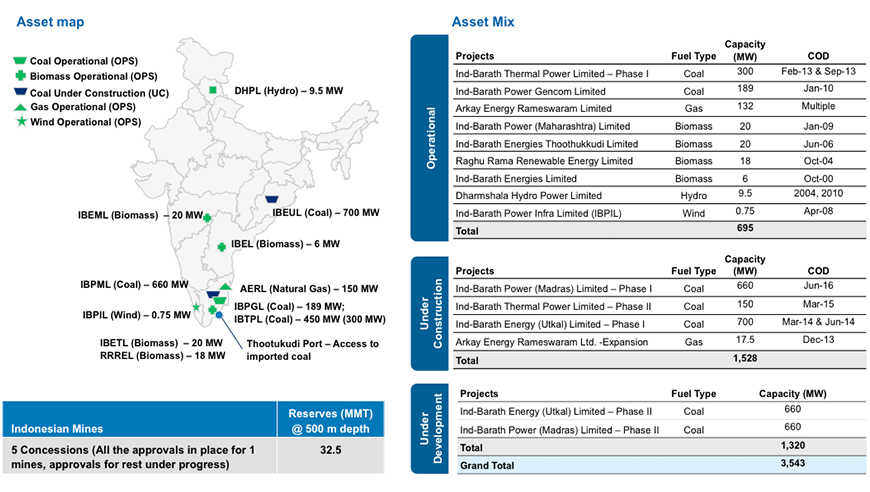 Asset map
Coal Operational (OPS)
Biomass Operational (OPS)
Coal Under Construction (UC)
Gas Operational (OPS)
Wind Operational (OPS)
DHPL (Hydro) – 9.5 MW
IBEML (Biomass) – 20 MW
IBEUL (Coal) – 700 MW
IBEL (Biomass) – 6 MW
IBPML (Coal) – 660 MW
AERL (Natural Gas) – 150 MW
IBPGL (Coal) – 189 MW;
IBTPL (Coal) – 450 MW (300 MW)
IBPIL (Wind) – 0.75 MW
IBETL (Biomass) – 20 MW
RRREL (Biomass) – 18 MW
Thootukudi Port – Access to
imported coal
Indonesian Mines Reserves (MMT)
@ 500 m depth
5 Concessions (All the approvals in place for 1
mines, approvals for rest under progress) 32.5
Asset Mix
Operational
Projects Fuel Type Capacity
(MW) COD
Ind-Barath Thermal Power Limited – Phase I Coal 300 Feb-13 & Sep-13
Ind-Barath Power Gencom Limited Coal 189 Jan-10
Arkay Energy Rameswaram Limited Gas 132 Multiple
Ind-Barath Power (Maharashtra) Limited Biomass 20 Jan-09
Ind-Barath Energies Thoothukkudi Limited Biomass 20 Jun-06
Raghu Rama Renewable Energy Limited Biomass 18 Oct-04
Ind-Barath Energies Limited Biomass 6 Oct-00
Dharmshala Hydro Power Limited Hydro 9.5 2004, 2010
Ind-Barath Power Infra Limited (IBPIL) Wind 0.75 Apr-08
Total 695
Under
Construction
Projects Fuel Type Capacity
(MW) COD
Ind-Barath Power (Madras) Limited – Phase I Coal 660 Jun-16
Ind-Barath Thermal Power Limited – Phase II Coal 150 Mar-15
Ind-Barath Energy (Utkal) Limited – Phase I Coal 700 Mar-14 & Jun-14
Arkay Energy Rameswaram Ltd. -Expansion Gas 17.5 Dec-13
Total 1,528
Under
Development
Projects Fuel Type Capacity (MW)
Ind-Barath Energy (Utkal) Limited – Phase II Coal 660
Ind-Barath Power (Madras) Limited – Phase II Coal 660
Total 1,320
Grand Total 3,543